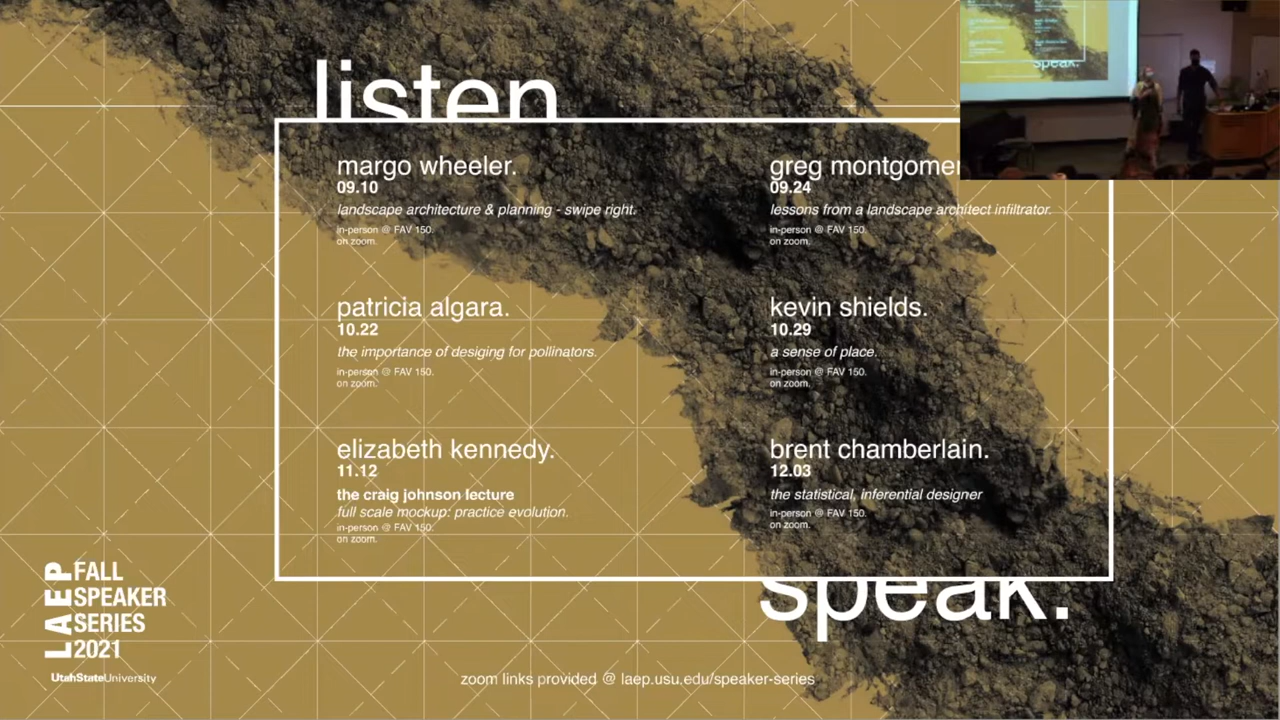 listen
margo wheeler.
09.10
landscape architecture & planning - swipe right.
in-person @ FAV 150.
on zoom.
greg montgomer
09.24
lessons from a landscape architect infiltrator.
in-person @ FAV 150.
on zoom.
patricia algara.
10.22
the importance of desiging for pollinators.
in-person @ FAV 150.
on zoom.
kevin shields.
10.29
a sense of place.
in-person @ FAV 150.
on zoom.
elizabeth kennedy.
11.12
the craig johnson lecture
full scale mockup: practice evolution.
in-person @ FAV 150.
on zoom.
brent chamberlain.
12.03
the statistical, inferential designer
in-person @ FAV 150.
on zoom.
speak.
LAEP
FALL
SPEAKER
SERIES
2021
UtahStateUniversity
zoom links provided @ laep.usu.edu/speaker-series
speak.